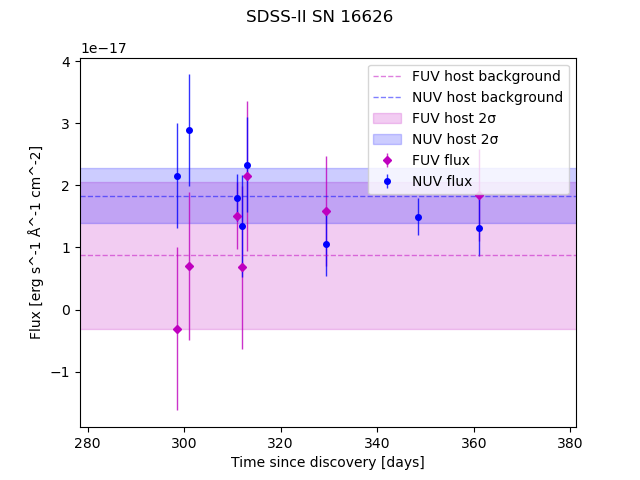 SDSS-II SN 16626
1e−17
4
3
2
1
0
−1
280
300
320
340
360
380
Time since discovery [days]
Flux [erg s^-1 Å^-1 cm^-2]
FUV host background
NUV host background
FUV host 2σ
NUV host 2σ
FUV flux
NUV flux